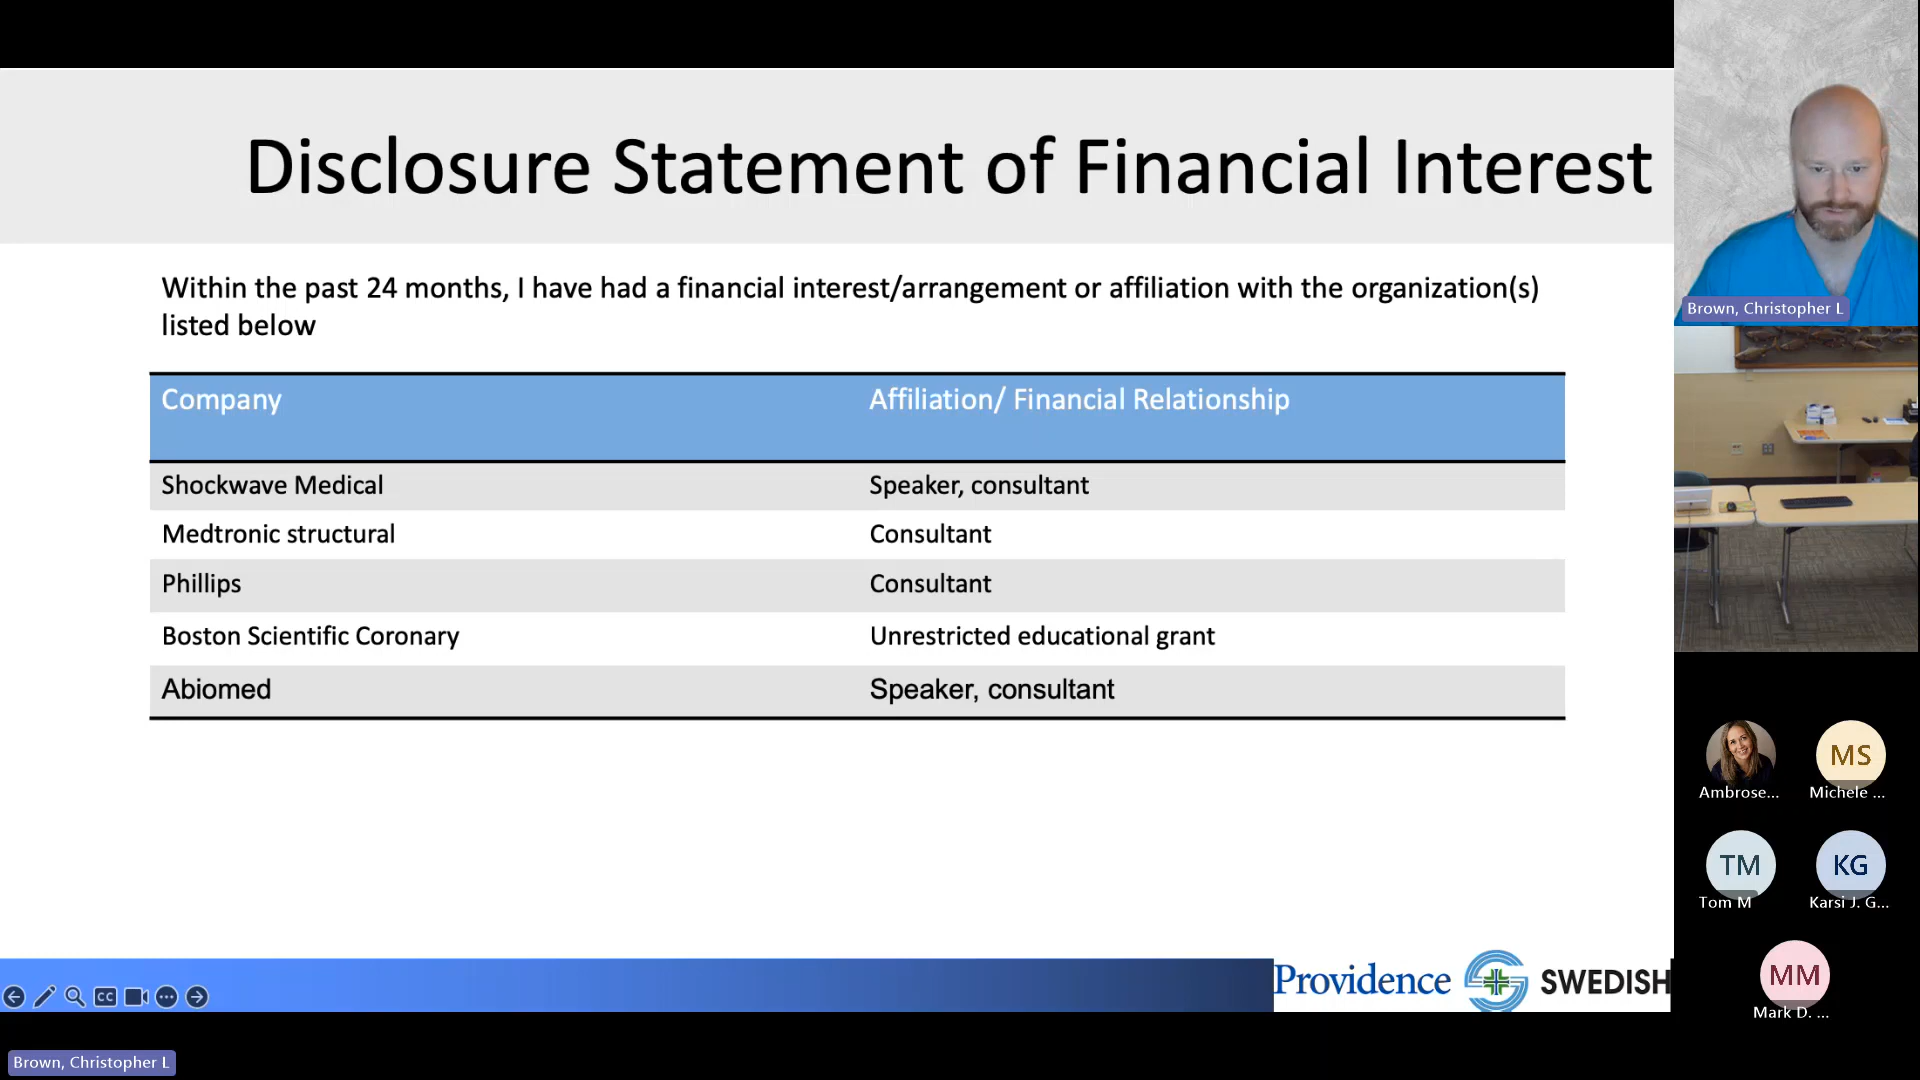 Disclosure Statement of Financial Interest
Within the past 24 months, I have had a financial interest/arrangement or affiliation with the organization(s)
listed below
Company Affiliation/ Financial Relationship
Shockwave Medical Speaker, consultant
Medtronic structural Consultant
Phillips Consultant
Boston Scientific Coronary Unrestricted educational grant
Abiomed Speaker, consultant
Providence SWEDISH
CC
Brown, Christopher L
Brown, Christopher L
MS
Ambrose... Michele ...
TM KG
Tom M Karsi J. G...
MM
Mark D. ...